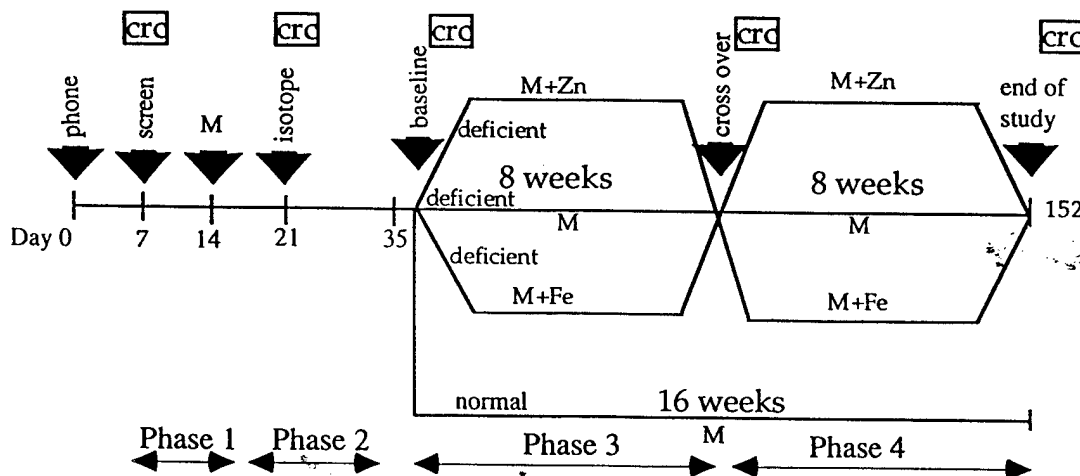 crc crc crc crc crc
phone screen M isotope baseline cross over end of study
M+Zn M+Zn
deficient
8 weeks 8 weeks
deficient
M M
152
Day 0 7 14 21 35
deficient
M+Fe M+Fe
normal 16 weeks
M
Phase 1 Phase 2 Phase 3 Phase 4